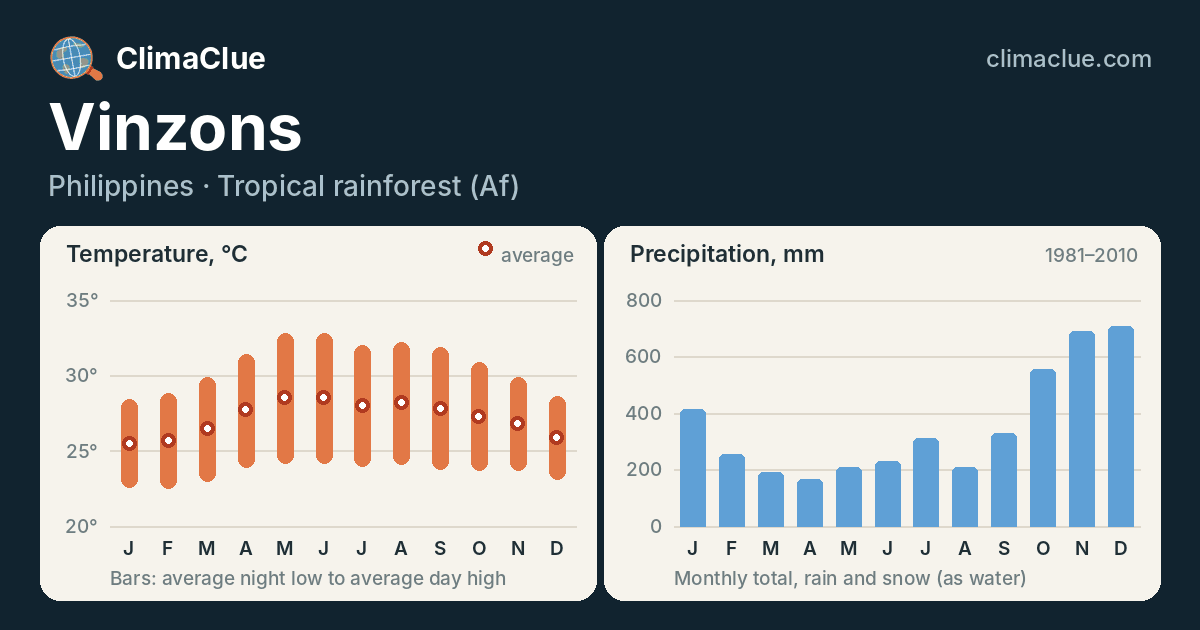 ClimaClue
climaclue.com
Vinzons
Philippines · Tropical rainforest (Af)
Temperature, °C
average
35°
30°
25°
20°
J F M A M J J A S O N D
Bars: average night low to average day high
Precipitation, mm
1981–2010
800
600
400
200
0
J F M A M J J A S O N D
Monthly total, rain and snow (as water)